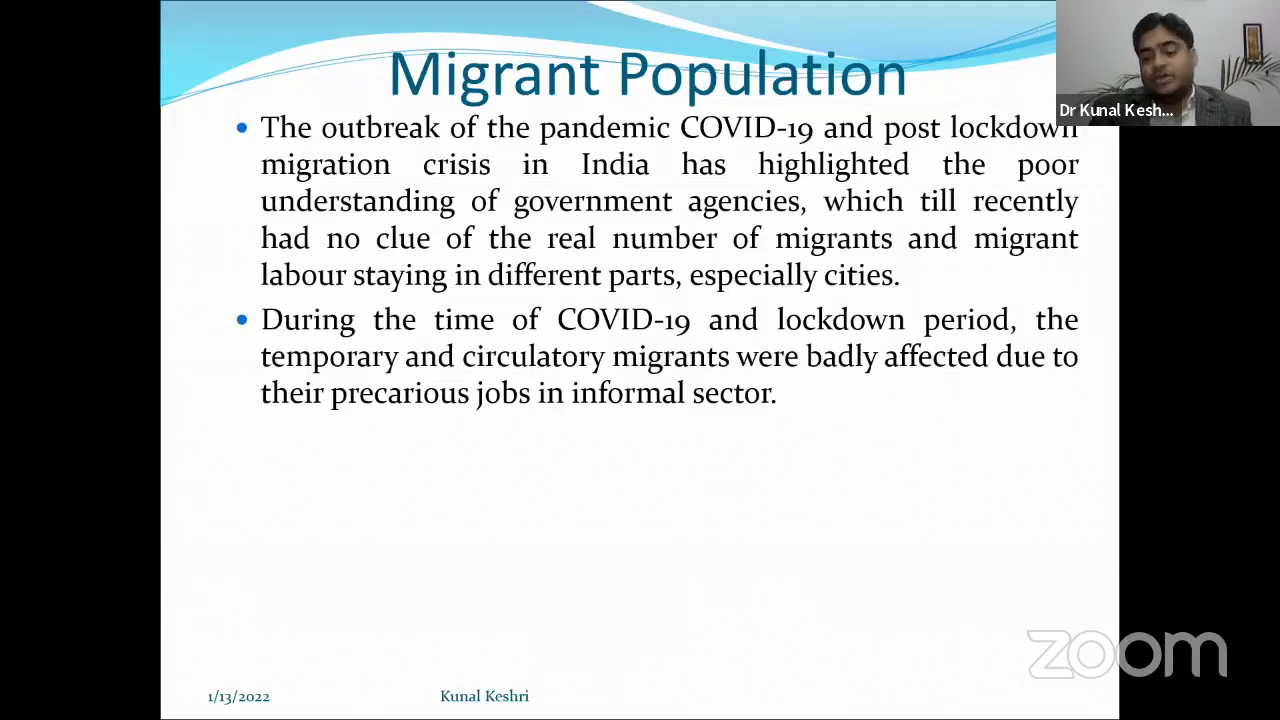 Migrant Population
Dr Kunal Kesh...
• The outbreak of the pandemic COVID-19 and post lockdown
migration crisis in India has highlighted the poor
understanding of government agencies, which till recently
had no clue of the real number of migrants and migrant
labour staying in different parts, especially cities.
• During the time of COVID-19 and lockdown period, the
temporary and circulatory migrants were badly affected due to
their precarious jobs in informal sector.
zoom
1/13/2022
Kunal Keshri